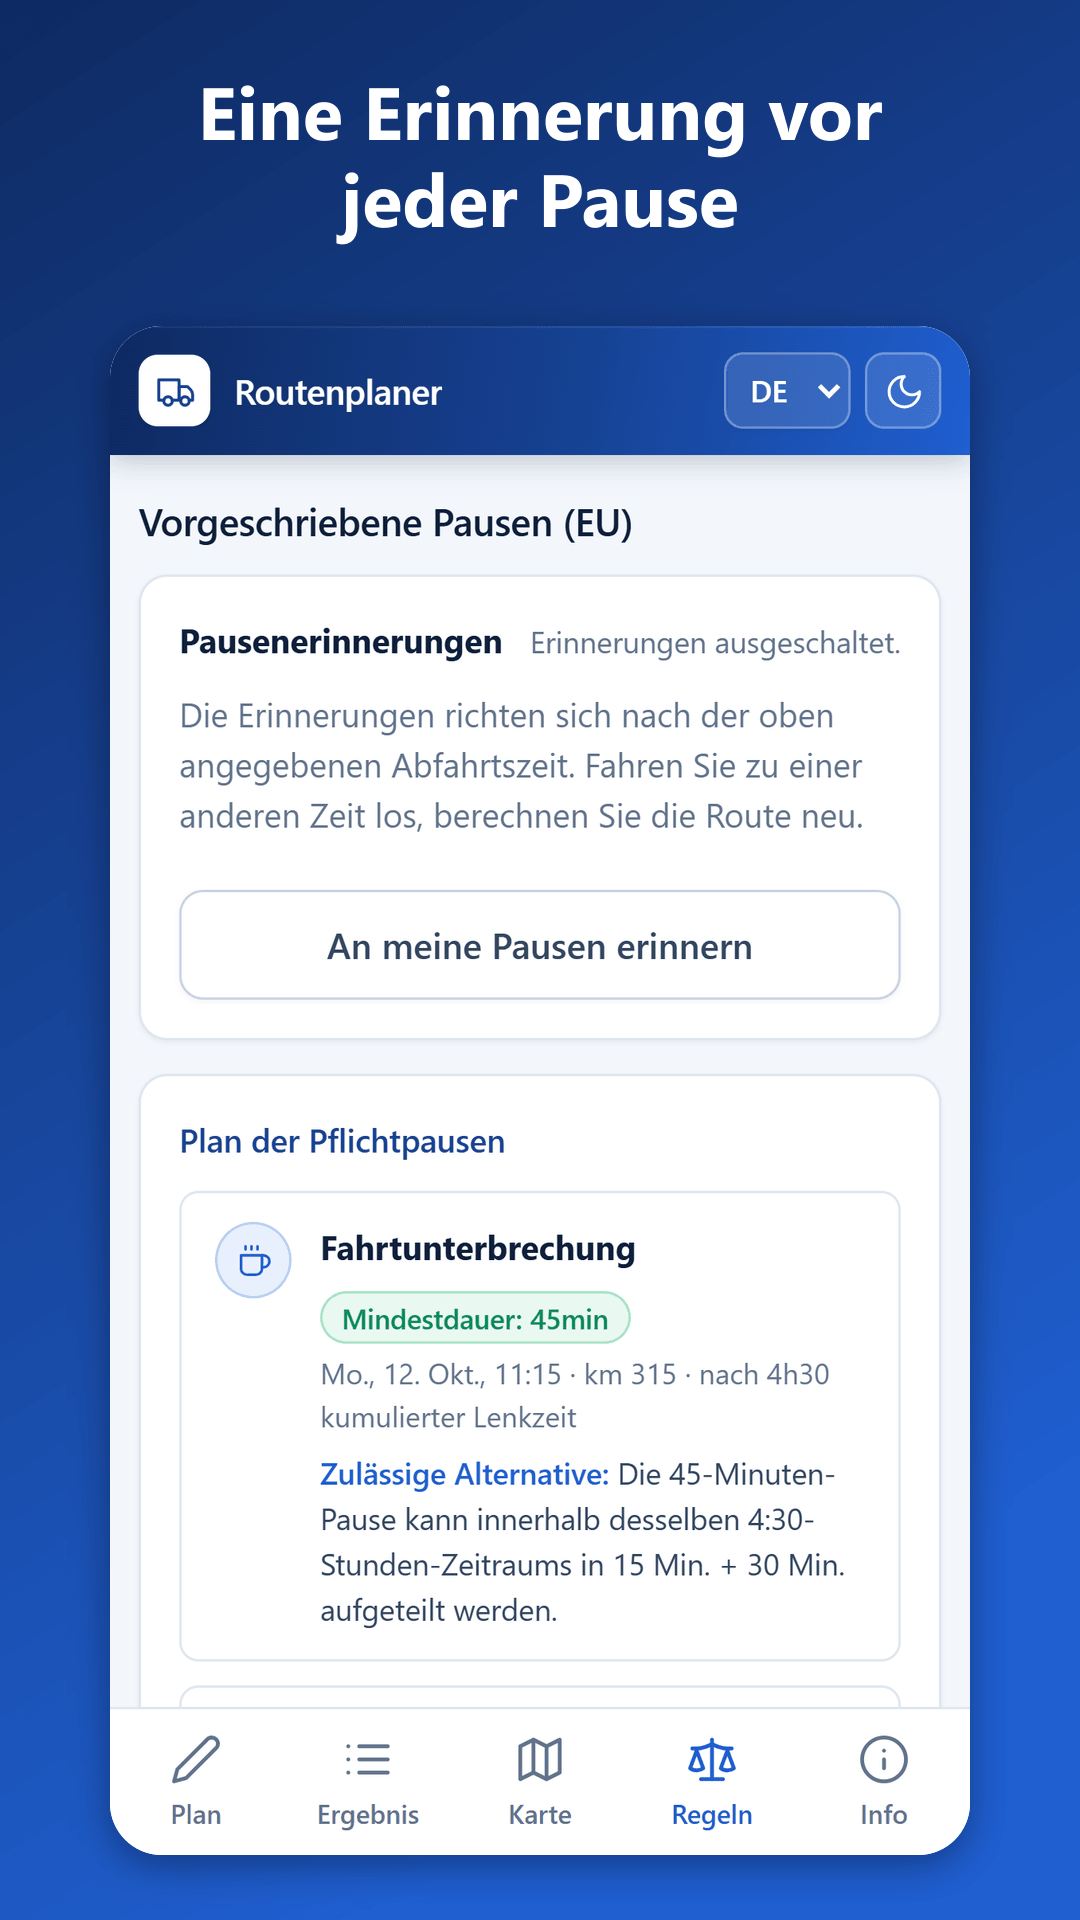 Eine Erinnerung vor
jeder Pause
Routenplaner
DE
Vorgeschriebene Pausen (EU)
Pausenerinnerungen
Erinnerungen ausgeschaltet.
Die Erinnerungen richten sich nach der oben
angegebenen Abfahrtszeit. Fahren Sie zu einer
anderen Zeit los, berechnen Sie die Route neu.
An meine Pausen erinnern
Plan der Pflichtpausen
Fahrtunterbrechung
Mindestdauer: 45min
Mo., 12. Okt., 11:15 · km 315 · nach 4h30
kumulierter Lenkzeit
Zulässige Alternative: Die 45-Minuten-
Pause kann innerhalb desselben 4:30-
Stunden-Zeitraums in 15 Min. + 30 Min.
aufgeteilt werden.
Plan
Ergebnis
Karte
Regeln
Info